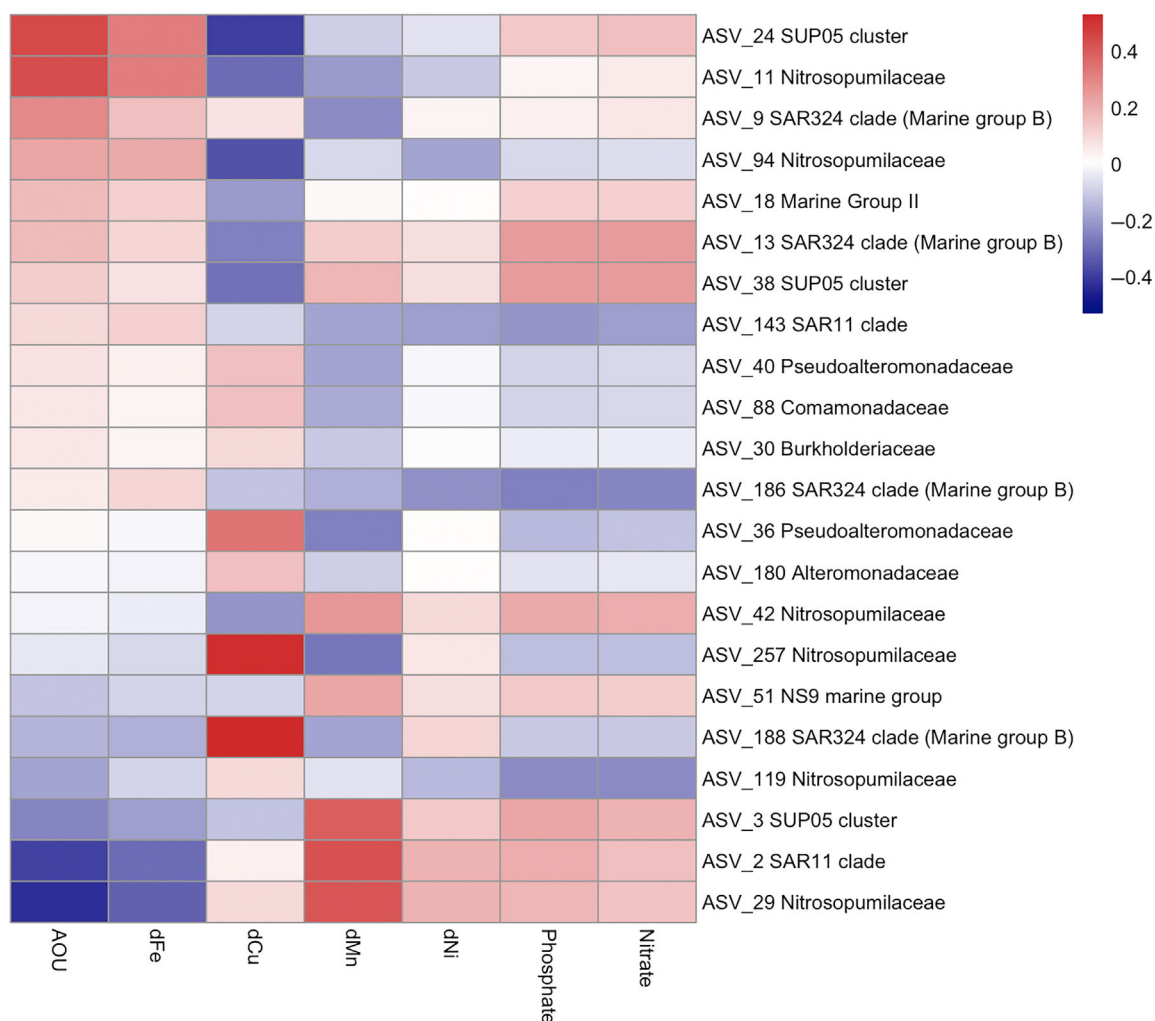 ASV_24 SUP05 cluster
ASV_11 Nitrosopumilaceae
ASV_9 SAR324 clade (Marine group B)
ASV_94 Nitrosopumilaceae
ASV_18 Marine Group II
ASV_13 SAR324 clade (Marine group B)
ASV_38 SUP05 cluster
ASV_143 SAR11 clade
ASV_40 Pseudoalteromonadaceae
ASV_88 Comamonadaceae
ASV_30 Burkholderiaceae
ASV_186 SAR324 clade (Marine group B)
ASV_36 Pseudoalteromonadaceae
ASV_180 Alteromonadaceae
ASV_42 Nitrosopumilaceae
ASV_257 Nitrosopumilaceae
ASV_51 NS9 marine group
ASV_188 SAR324 clade (Marine group B)
ASV_119 Nitrosopumilaceae
ASV_3 SUP05 cluster
ASV_2 SAR11 clade
ASV_29 Nitrosopumilaceae
AOU
dFe
dCu
dMn
dNi
Phosphate
Nitrate
0.4
0.2
0
−0.2
−0.4